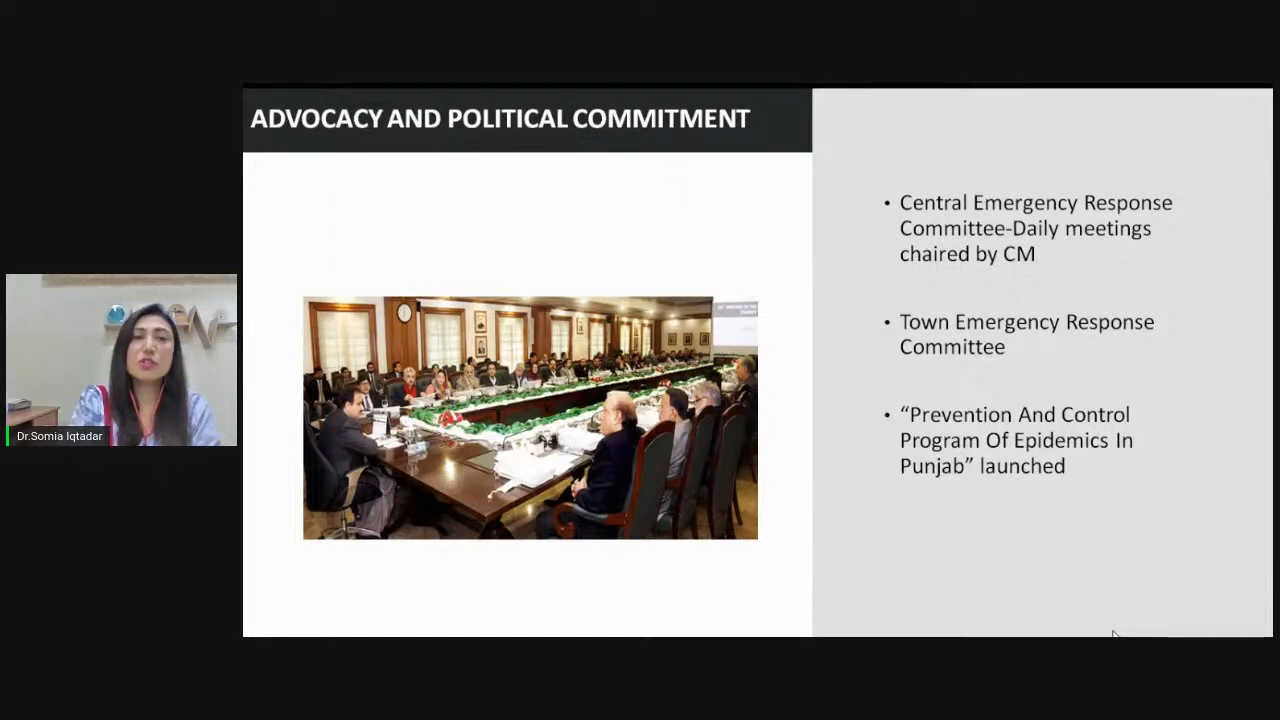 ADVOCACY AND POLITICAL COMMITMENT
• Central Emergency Response
Committee-Daily meetings
chaired by CM
• Town Emergency Response
Committee
• “Prevention And Control
Program Of Epidemics In
Punjab” launched
Dr.Somia Iqtadar